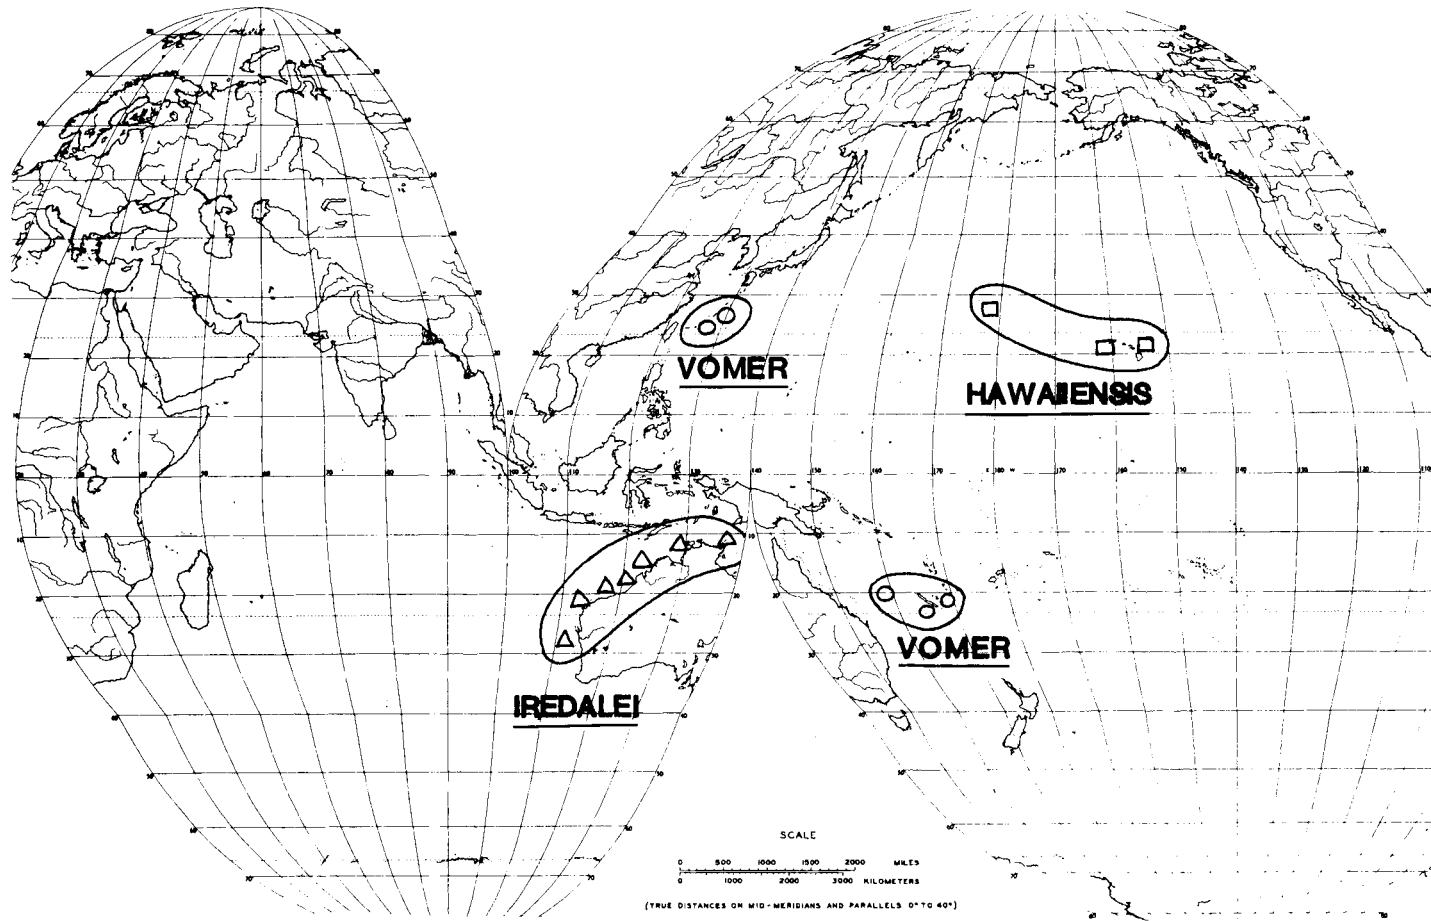 VOMER
HAWAIIENSIS
VOMER
IREDALEI
SCALE
0 500 1000 1500 2000 MILES
0 1000 2000 3000 KILOMETERS
(TRUE DISTANCES ON MID-MERIDIANS AND PARALLELS 0° TO 40°)